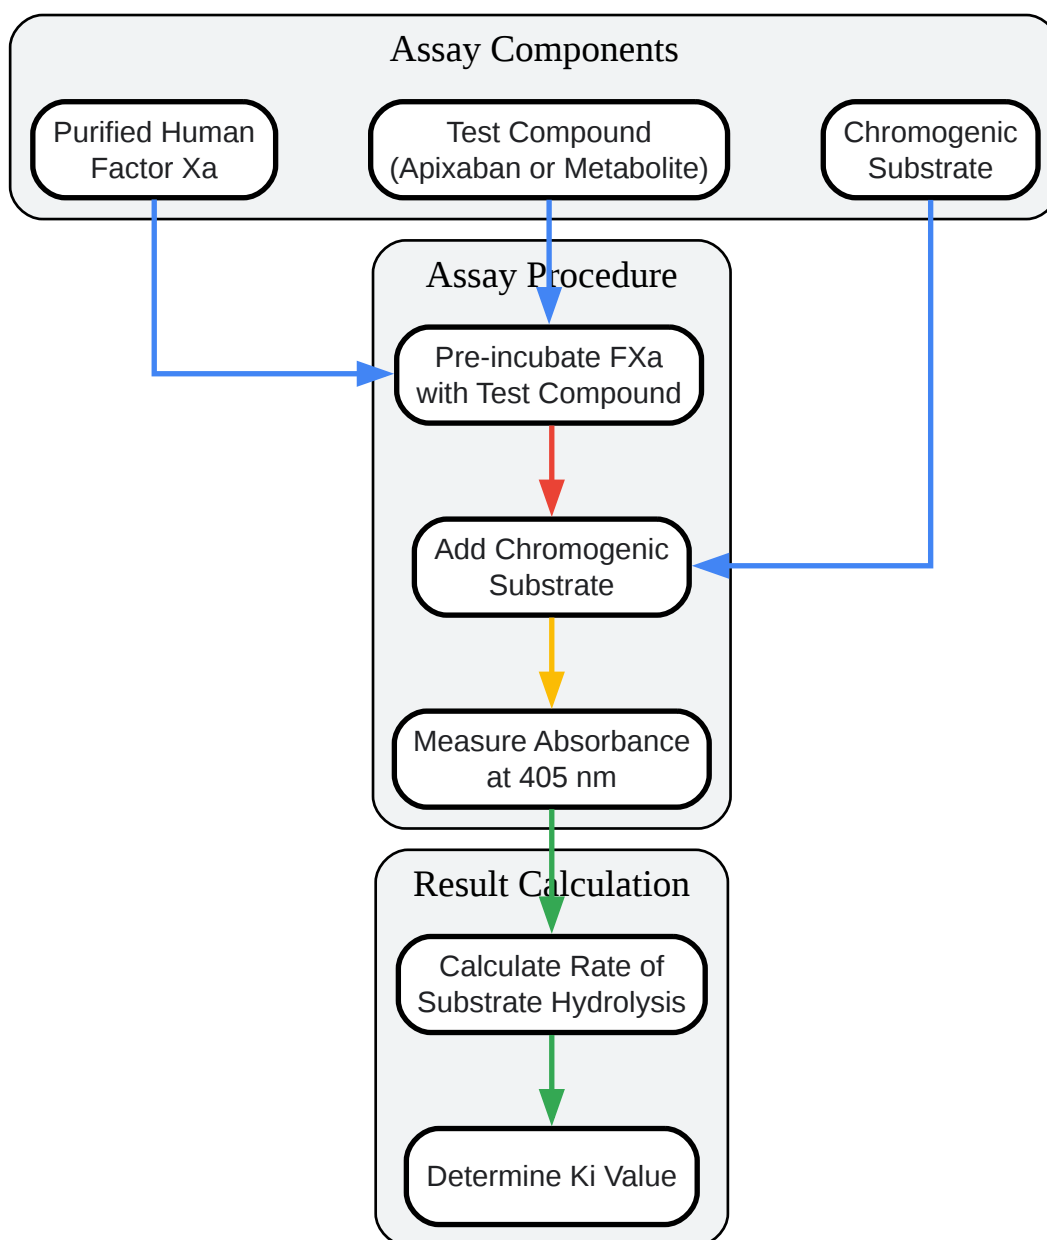 Assay Components
Purified Human
Factor Xa
Test Compound
(Apixaban or Metabolite)
Chromogenic
Substrate
Assay Procedure
Pre-incubate FXa
with Test Compound
Add Chromogenic
Substrate
Measure Absorbance
at 405 nm
Result Calculation
Calculate Rate of
Substrate Hydrolysis
Determine Ki Value